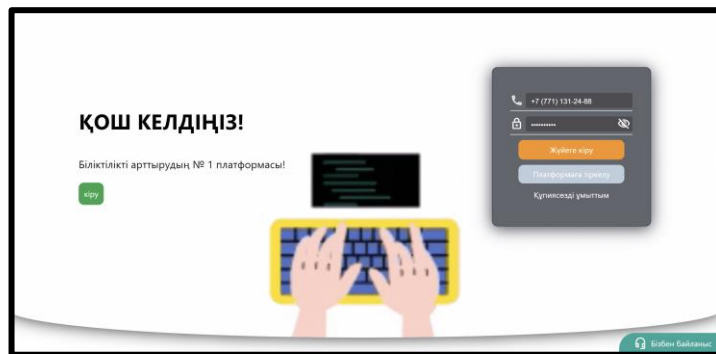 ҚОШ КЕЛДІҢІЗ!
Біліктілікті арттырудың № 1 платформасы!
кіру
+7 (771) 131-24-88
Жүйеге кіру
Платформаға тіркелу
Құпиясөзді ұмыттым
Бізбен байланыс